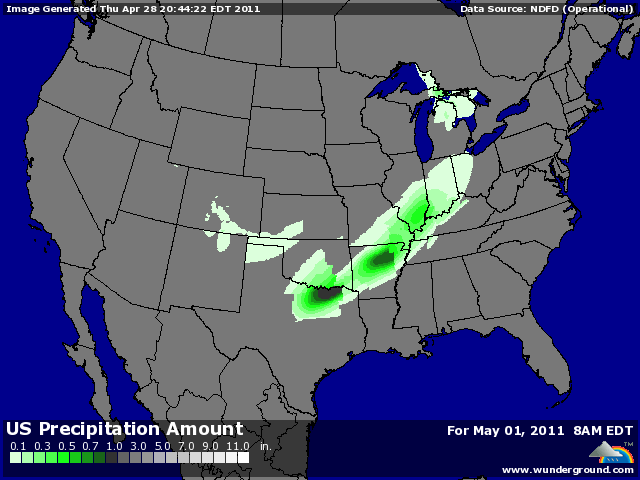 Image Generated Thu Apr 28 20:44:22 EDT 2011
Data Source: NDFD (Operational)
US Precipitation Amount
For May 01, 2011 8AM EDT
0.1 0.3 0.5 0.7 1.0 3.0 5.0 7.0 9.0 11.0 in.
TM
www.wunderground.com